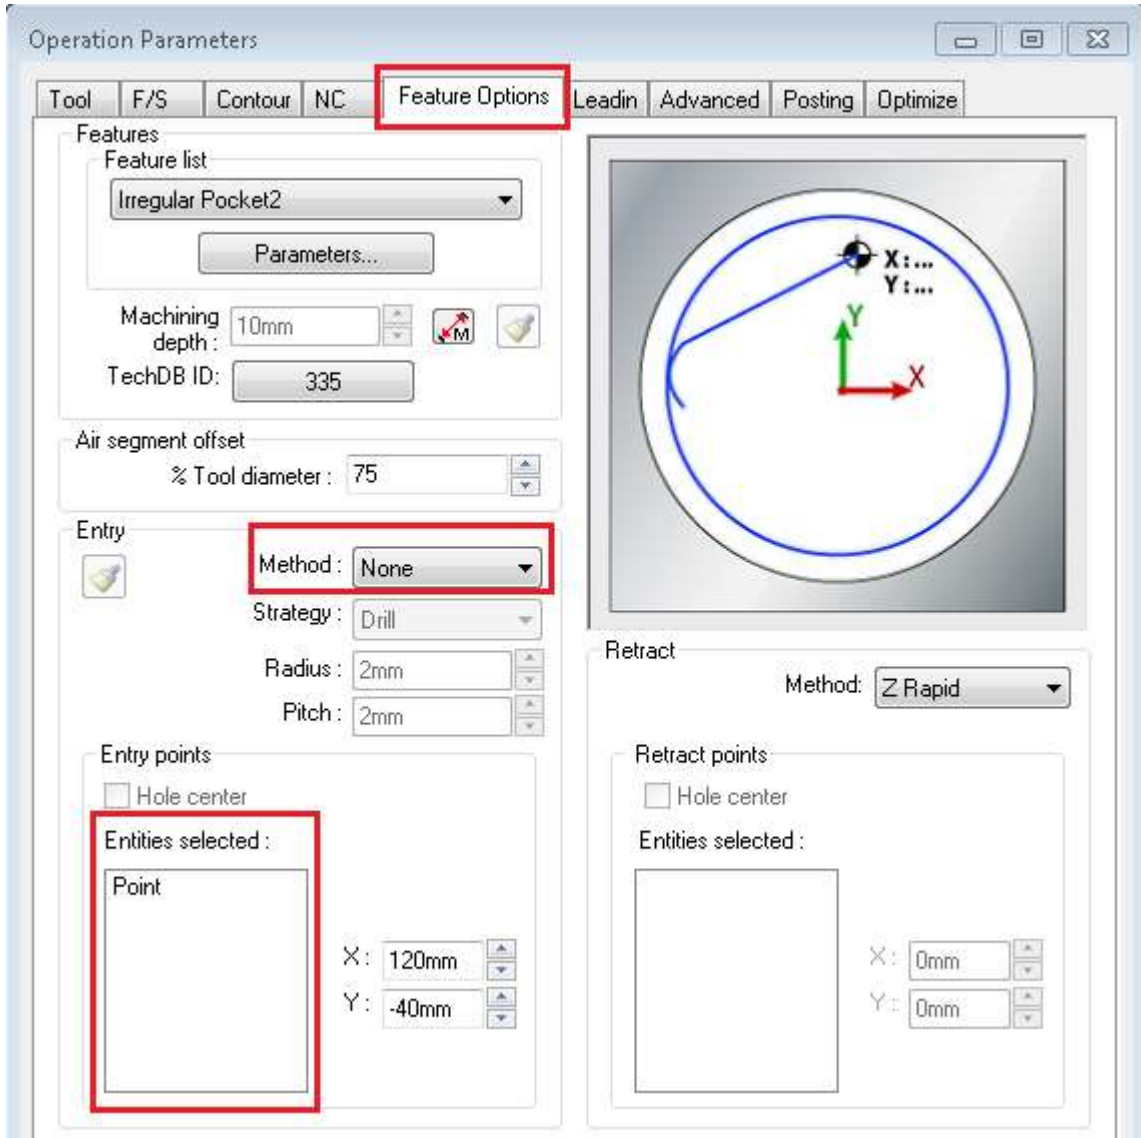 Operation Parameters
Tool F/S Contour NC Feature Options Leadin Advanced Posting Optimize
Features
Feature list
Irregular Pocket2
Parameters...
Machining
depth :
10mm
M
TechDB ID:
335
Air segment offset
% Tool diameter :
75
Entry
Method :
None
Strategy :
Drill
Radius :
2mm
Pitch :
2mm
Entry points
Hole center
Entities selected :
Point
X :
120mm
Y :
-40mm
X :...
Y :...
Y
X
Retract
Method:
Z Rapid
Retract points
Hole center
Entities selected :
X :
0mm
Y :
0mm